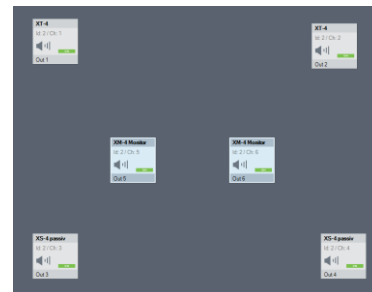 XT-4
Id: 2 / Ch: 1
Out 1
XT-4
Id: 2 / Ch: 2
Out 2
XM-4 Monitor
Id: 2 / Ch: 5
Out 5
XM-4 Monitor
Id: 2 / Ch: 6
Out 6
XS-4 passiv
Id: 2 / Ch: 3
Out 3
XS-4 passiv
Id: 2 / Ch: 4
Out 4